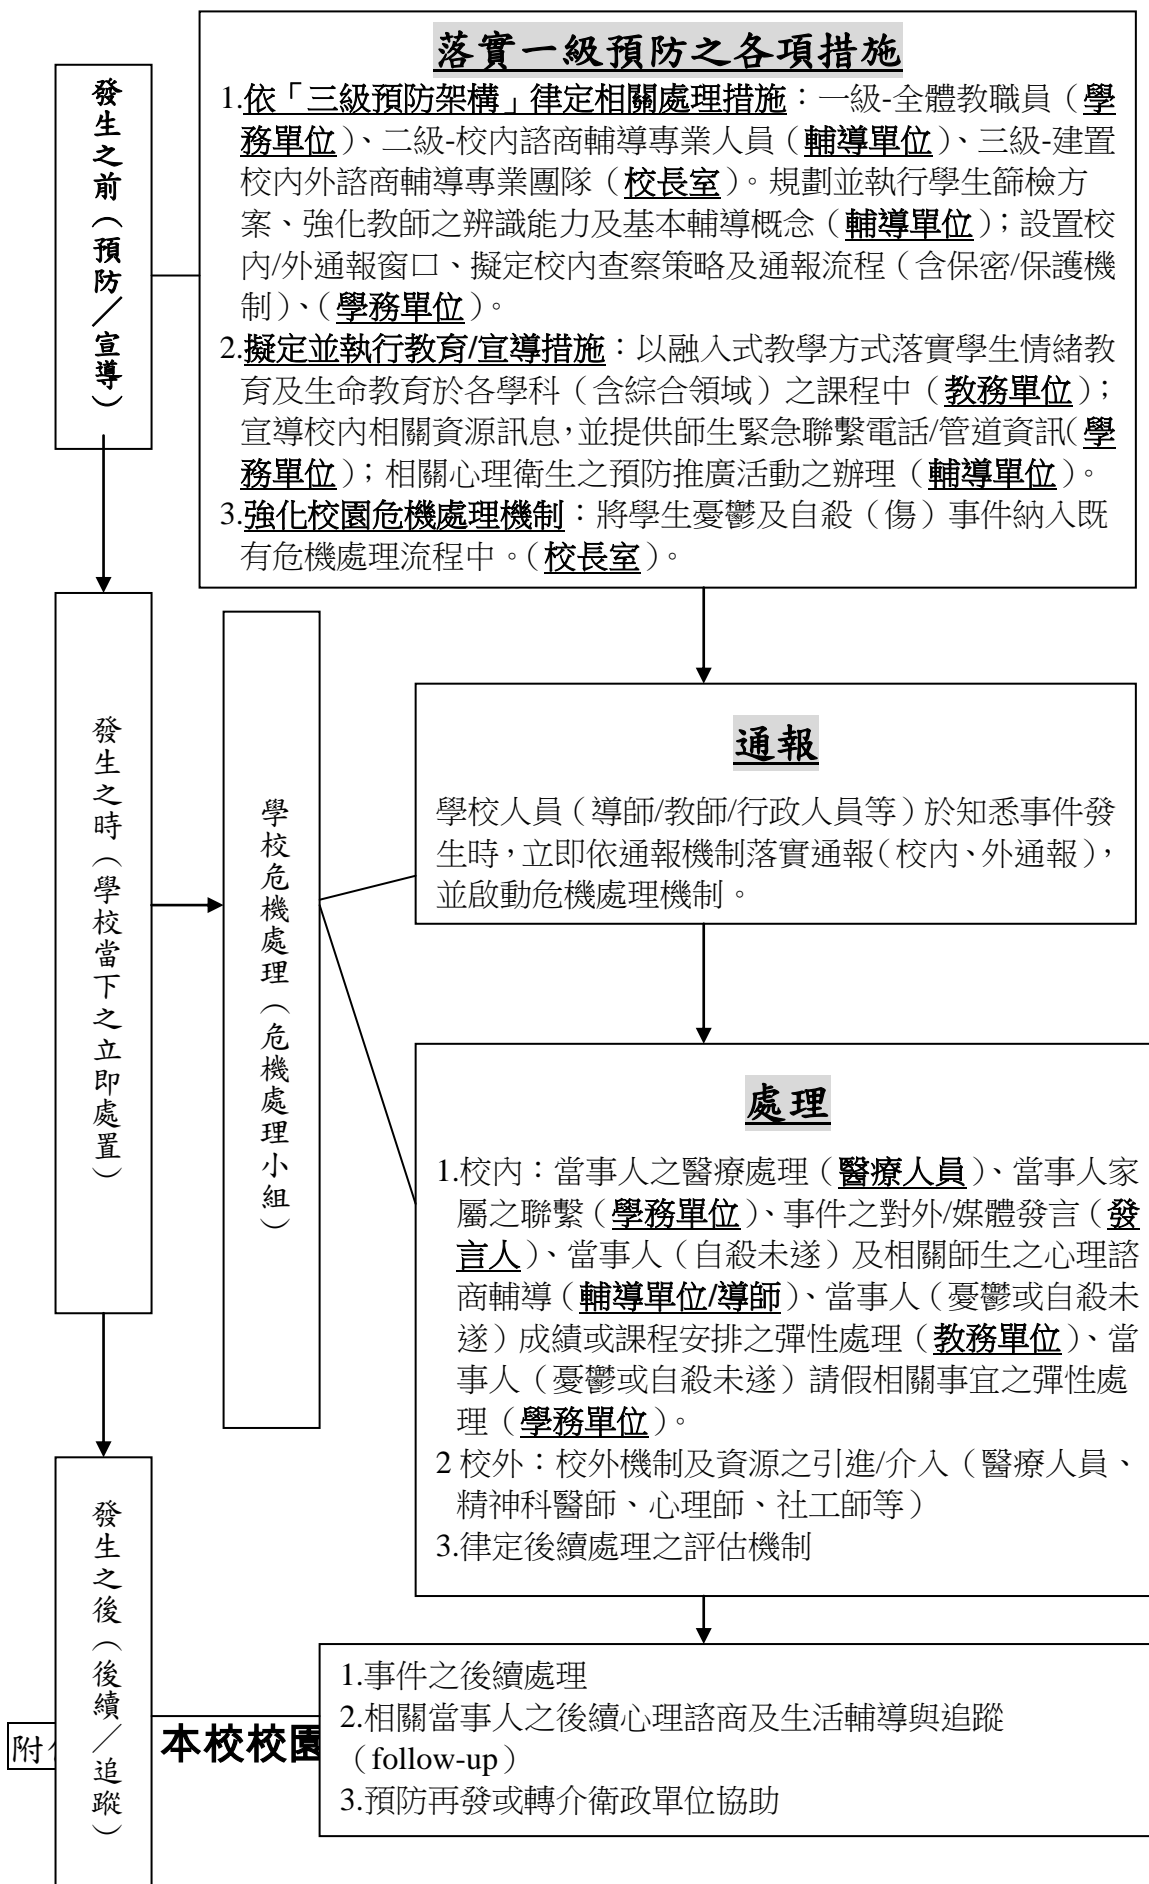 發生之前（預防／宣導）
落實一級預防之各項措施
1.依「三級預防架構」律定相關處理措施：一級-全體教職員（學
務單位）、二級-校內諮商輔導專業人員（輔導單位）、三級-建置
校內外諮商輔導專業團隊（校長室）。規劃並執行學生篩檢方
案、強化教師之辨識能力及基本輔導概念（輔導單位）；設置校
內/外通報窗口、擬定校內查察策略及通報流程（含保密/保護機
制）、（學務單位）。
2.擬定並執行教育/宣導措施：以融入式教學方式落實學生情緒教
育及生命教育於各學科（含綜合領域）之課程中（教務單位）；
宣導校內相關資源訊息，並提供師生緊急聯繫電話/管道資訊（學
務單位）；相關心理衛生之預防推廣活動之辦理（輔導單位）。
3.強化校園危機處理機制：將學生憂鬱及自殺（傷）事件納入既
有危機處理流程中。（校長室）。
發生之時（學校當下之立即處置）
學校危機處理（危機處理小組）
通報
學校人員（導師/教師/行政人員等）於知悉事件發
生時，立即依通報機制落實通報（校內、外通報），
並啟動危機處理機制。
處理
1.校內：當事人之醫療處理（醫療人員）、當事人家
屬之聯繫（學務單位）、事件之對外/媒體發言（發
言人）、當事人（自殺未遂）及相關師生之心理諮
商輔導（輔導單位/導師）、當事人（憂鬱或自殺未
遂）成績或課程安排之彈性處理（教務單位）、當
事人（憂鬱或自殺未遂）請假相關事宜之彈性處
理（學務單位）。
2 校外：校外機制及資源之引進/介入（醫療人員、
精神科醫師、心理師、社工師等）
3.律定後續處理之評估機制
發生之後（後續／追蹤）
1.事件之後續處理
2.相關當事人之後續心理諮商及生活輔導與追蹤
（follow-up）
3.預防再發或轉介衛政單位協助
附
本校校園